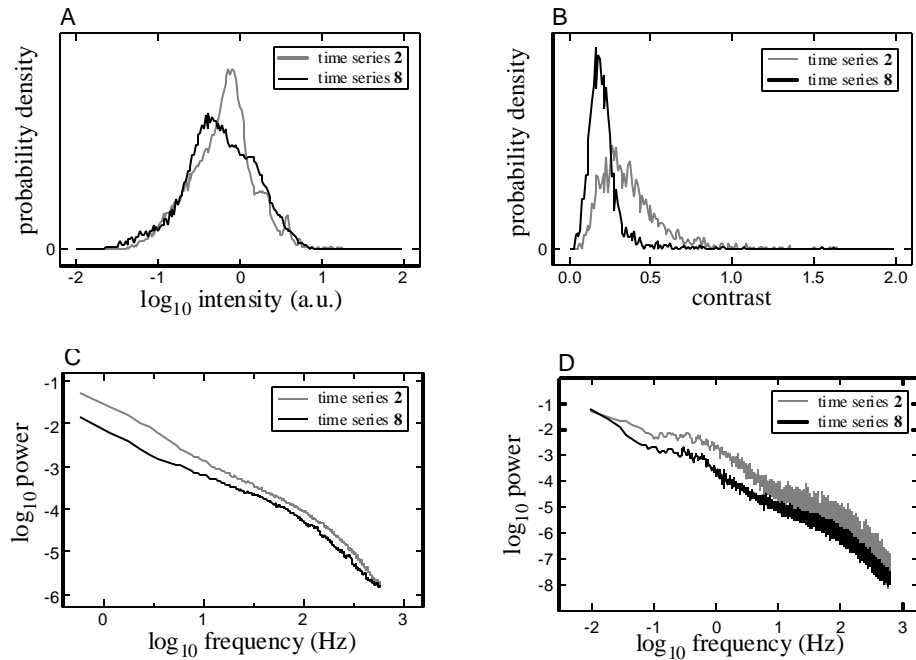 A
probability density
time series 2
time series 8
0
-2 -1 0 1 2
log10 intensity (a.u.)
B
probability density
time series 2
time series 8
0
0.0 0.5 1.0 1.5 2.0
contrast
C
log10 power
time series 2
time series 8
-1
-2
-3
-4
-5
-6
0 1 2 3
log10 frequency (Hz)
D
log10 power
time series 2
time series 8
-1
-2
-3
-4
-5
-6
-7
-8
-2 -1 0 1 2 3
log10 frequency (Hz)